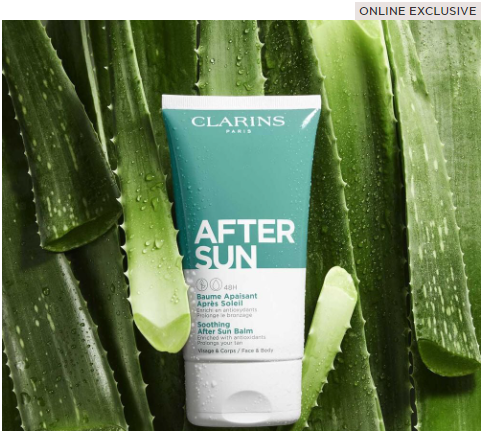 ONLINE EXCLUSIVE
CLARINS
PARIS
AFTER
SUN
48H
Baume Apaisant
Après Soleil
Enrichi en antioxydants
Prolonge le bronzage
Soothing
After Sun Balm
Enriched with antioxidants
Prolongs your tan
Visage & Corps / Face & Body